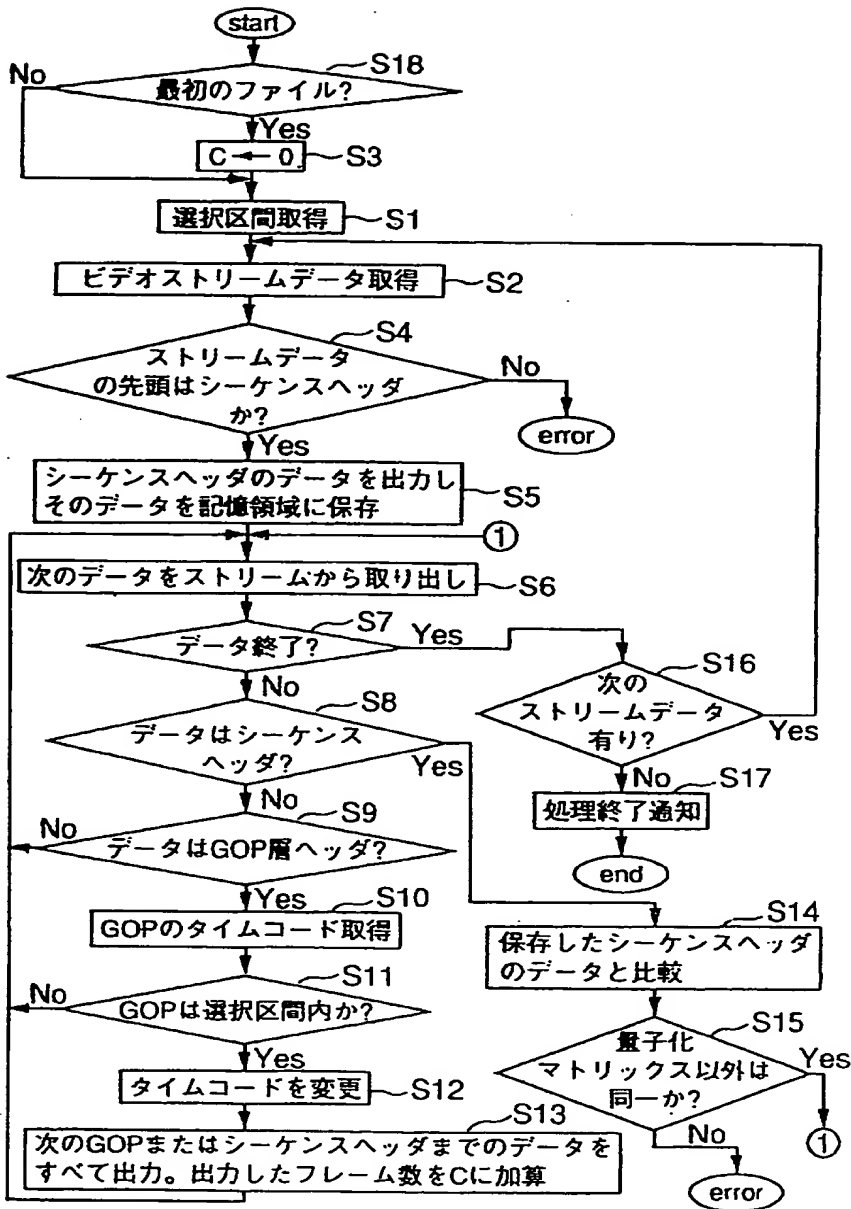 start
S18
No
最初のファイル?
Yes
C ← 0
S3
選択区間取得
S1
ビデオストリームデータ取得
S2
S4
ストリームデータ
の先頭はシーケンスヘッダ
か?
No
error
Yes
シーケンスヘッダのデータを出力し
そのデータを記憶領域に保存
S5
①
次のデータをストリームから取り出し
S6
S7
データ終了?
Yes
No
S16
次の
ストリームデータ
有り?
Yes
S8
データはシーケンス
ヘッダ?
Yes
No
No
S17
処理終了通知
end
S9
No
データはGOP層ヘッダ?
Yes
S10
GOPのタイムコード取得
S14
保存したシーケンスヘッダ
のデータと比較
S11
No
GOPは選択区間内か?
Yes
S15
量子化
マトリックス以外は
同一か?
Yes
①
No
error
タイムコードを変更
S12
S13
次のGOPまたはシーケンスヘッダまでのデータを
すべて出力。出力したフレーム数をCに加算